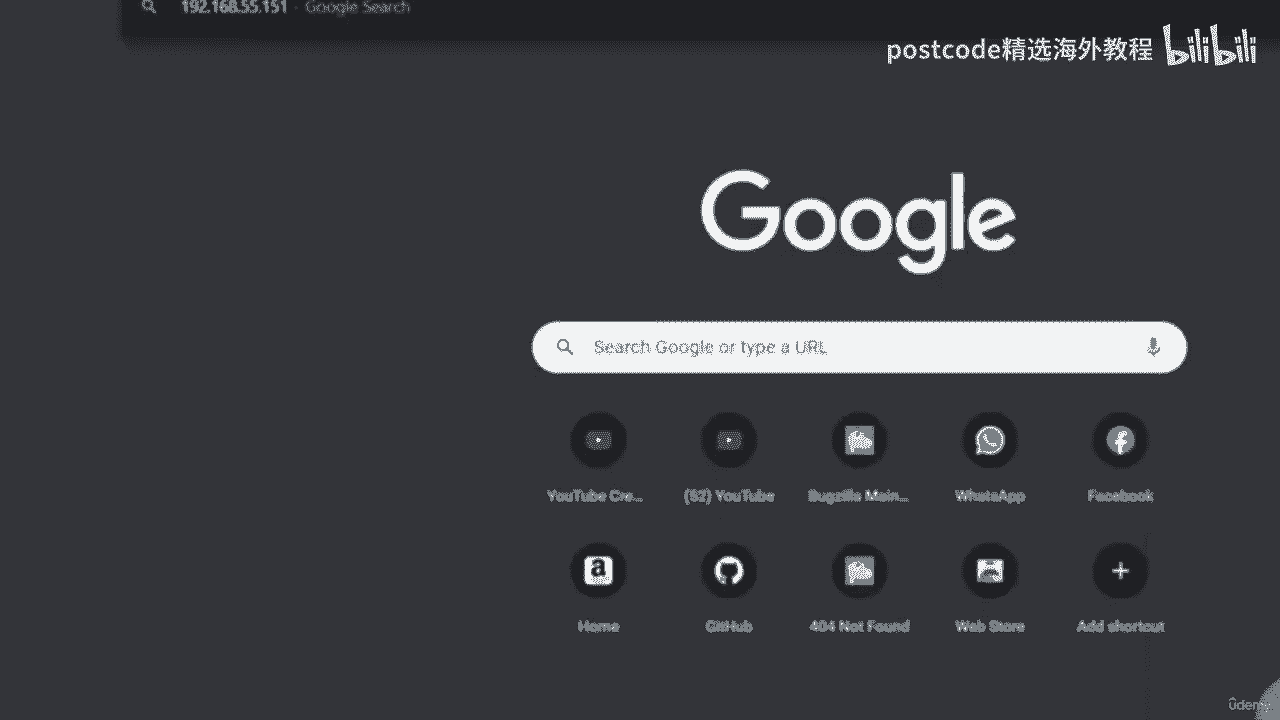 192.168.55.151 - Google Search
postcode精选海外教程 bilibili
Google
Search Google or type a URL
YouTube Cre... (52) YouTube Bugzilla Main... WhatsApp Facebook
Home GitHub 404 Not Found Web Store Add shortcut